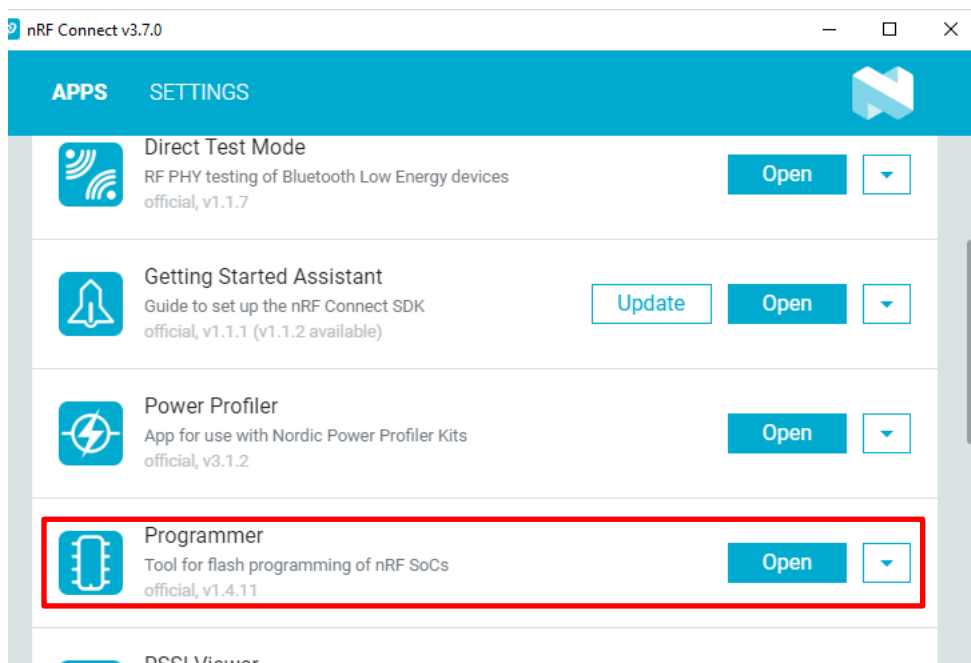 nRF Connect v3.7.0
APPS SETTINGS
Direct Test Mode
RF PHY testing of Bluetooth Low Energy devices
Open
official, v1.1.7
Getting Started Assistant
Guide to set up the nRF Connect SDK
Update Open
official, v1.1.1 (v1.1.2 available)
Power Profiler
App for use with Nordic Power Profiler Kits
Open
official, v3.1.2
Programmer
Tool for flash programming of nRF SoCs
Open
official, v1.4.11
RSSI Viewer